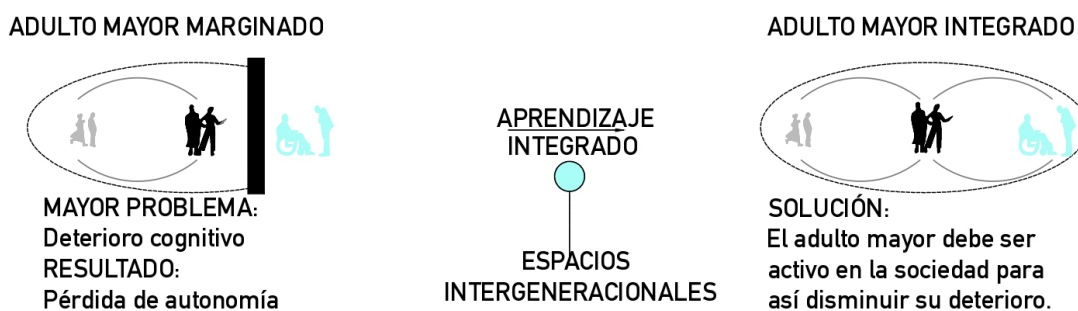 ADULTO MAYOR MARGINADO
MAYOR PROBLEMA:
Deterioro cognitivo
RESULTADO:
Pérdida de autonomía
APRENDIZAJE
INTEGRADO
ESPACIOS
INTERGENERACIONALES
ADULTO MAYOR INTEGRADO
SOLUCIÓN:
El adulto mayor debe ser
activo en la sociedad para
así disminuir su deterioro.